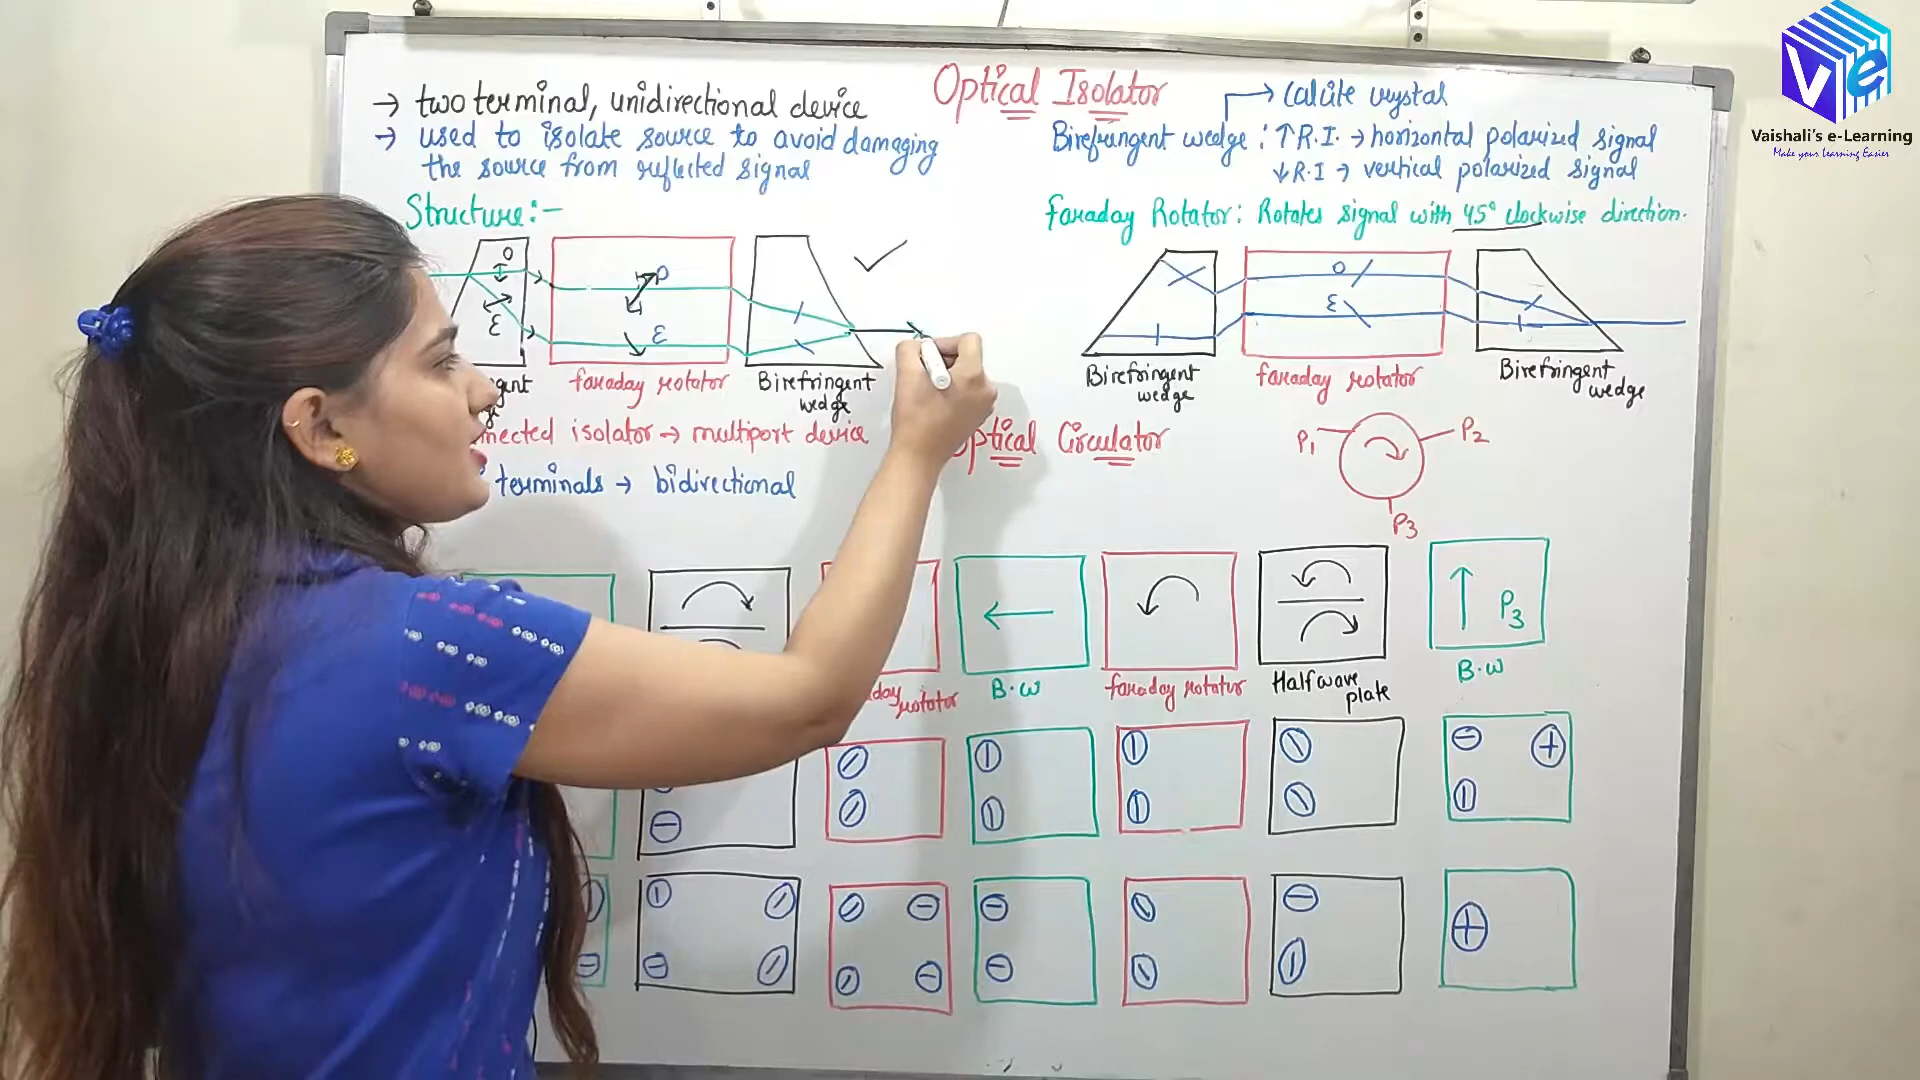 Optical Isolator
→ two terminal, unidirectional device
→ used to isolate source to avoid damaging
the source from reflected signal
Structure:-
O
ε
ε
faraday rotator
Birefringent
wedge
→ Calcite crystal
Birefringent wedge : ↑ R.I. → horizontal polarized signal
↓ R.I → vertical polarized signal
faraday Rotator: Rotates signal with 45° clockwise direction.
O
ε
Birefringent
wedge
faraday rotator
Birefringent
wedge
isolator → multiport device
terminals → bidirectional
Optical Circulator
P1
P2
P3
rotator
B.W
faraday rotator
Half wave
plate
P3
B.W
Ve
Vaishali's e-Learning
Make your Learning Easier